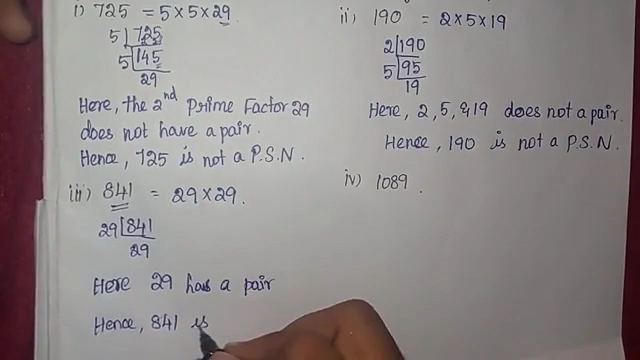 i) 725 = 5×5×29
5 | 725
5 | 145
29
Here, the 2nd Prime Factor 29
does not have a pair.
Hence, 725 is not a P.S.N.
iii) 841 = 29×29.
29 | 841
29
Here 29 has a pair
Hence, 841 is
ii) 190 = 2×5×19
2 | 190
5 | 95
19
Here, 2, 5, & 19 does not a pair.
Hence, 190 is not a P.S.N.
iv) 1089.